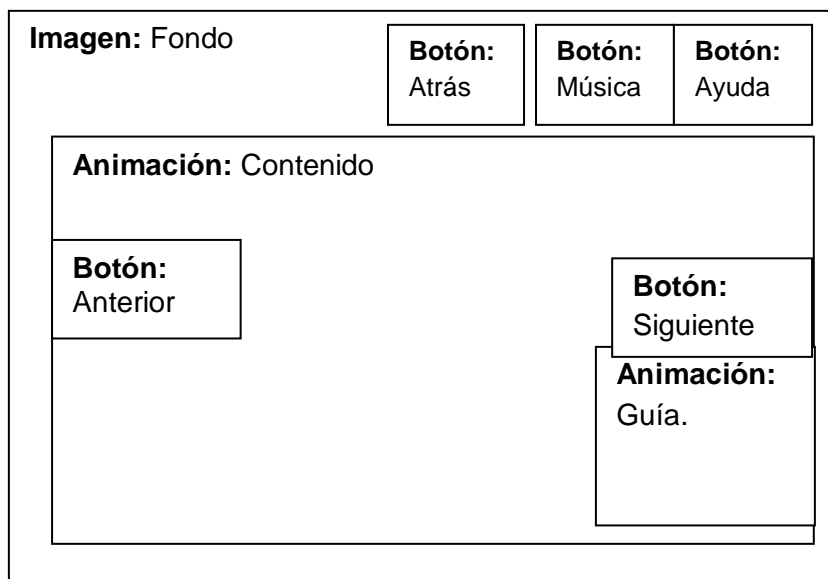 Imagen: Fondo
Botón:
Atrás
Botón:
Música
Botón:
Ayuda
Animación: Contenido
Botón:
Anterior
Botón:
Siguiente
Animación:
Guía.